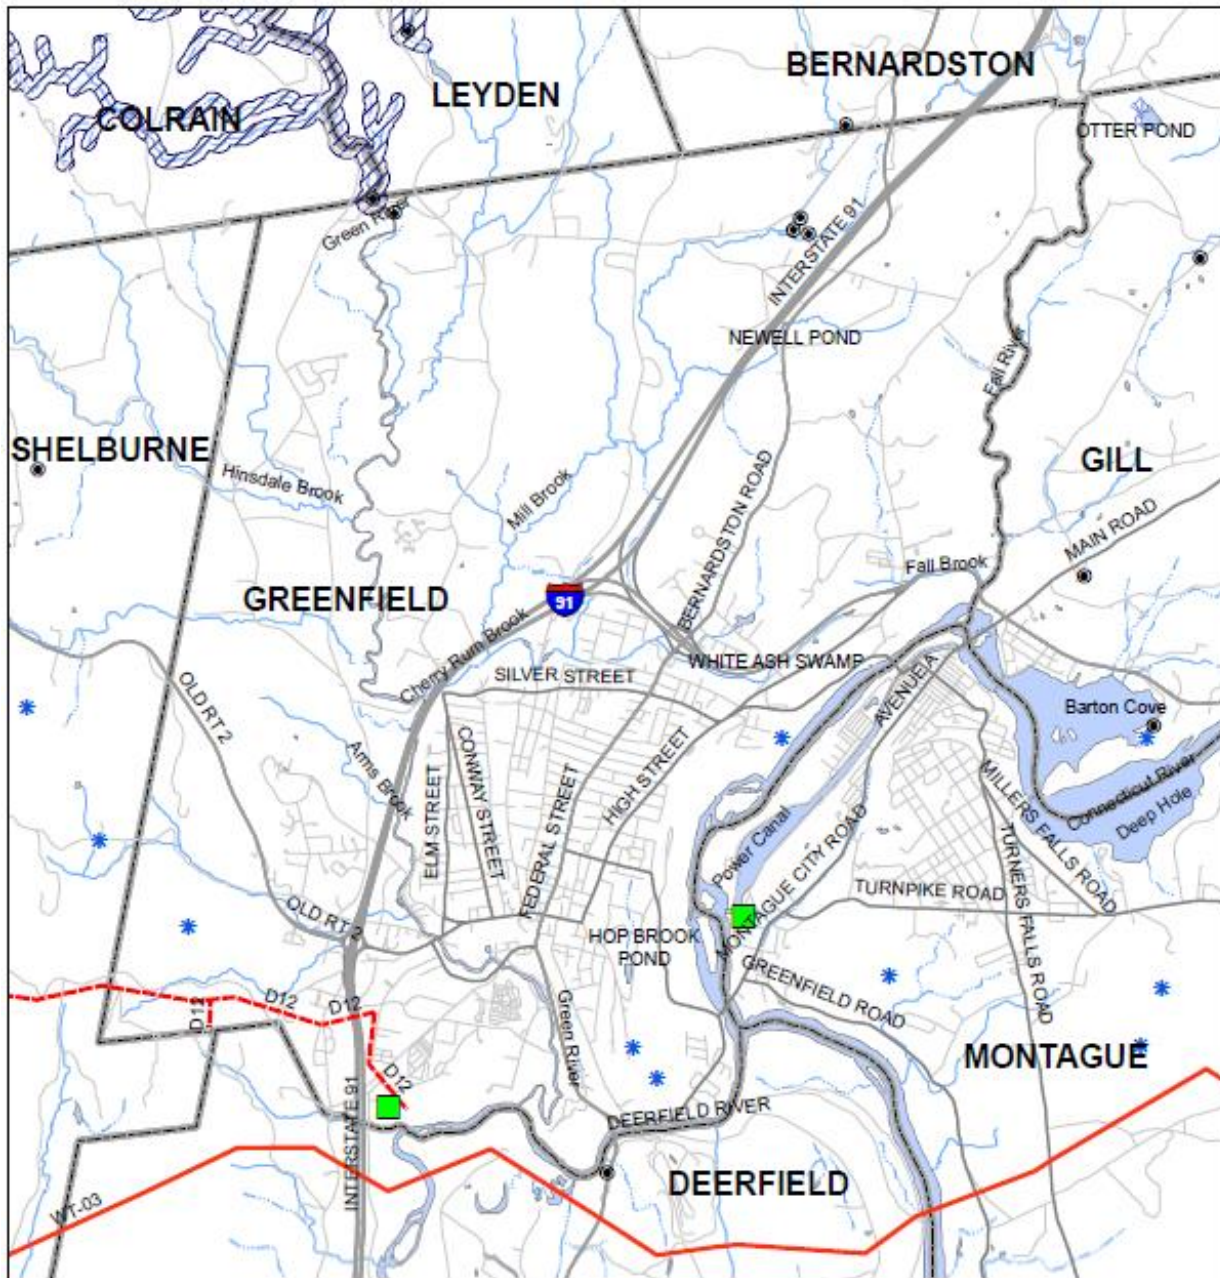 BERNARDSTON
LEYDEN
COLRAIN
OTTER POND
Green River
INTERSTATE 91
NEWELL POND
Fall River
SHELBURNE
GILL
Hinsdale Brook
Mill Brook
BERNARDSTON ROAD
MAIN ROAD
Fall Brook
GREENFIELD
91
Cherry Rum Brook
WHITE ASH SWAMP
SILVER STREET
AVENUE A
OLD RT 2
Barton Cove
Arms Brook
CONWAY STREET
ELM STREET
FEDERAL STREET
HIGH STREET
MILLERS FALLS ROAD
Connecticut River
Deep Hole
Power Canal
MONTAGUE CITY ROAD
TURNERS FALLS ROAD
TURNPIKE ROAD
OLD RT 2
HOP BROOK
POND
GREENFIELD ROAD
D12
D12
D12
Green River
MONTAGUE
D12
DEERFIELD RIVER
INTERSTATE 91
DEERFIELD
WT-03